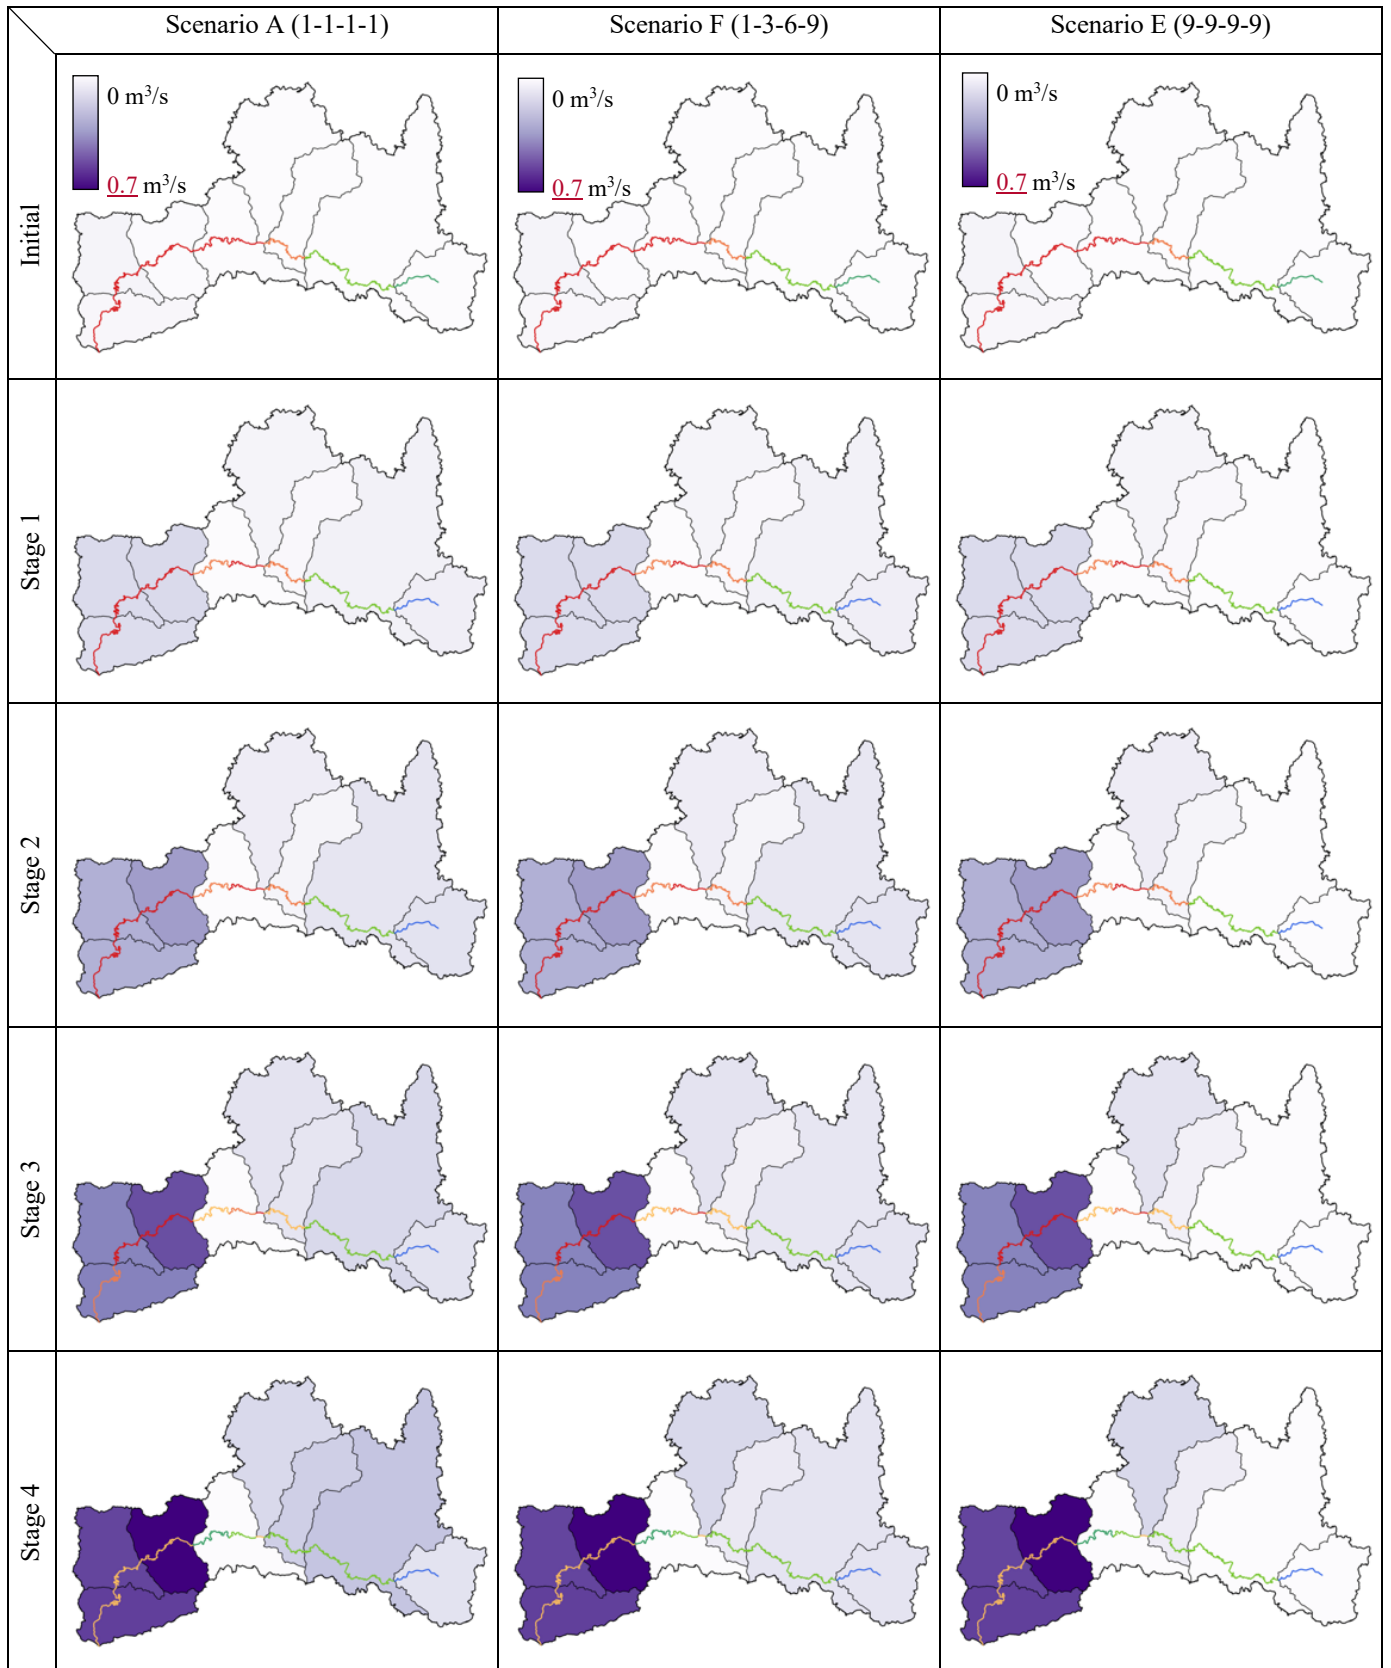 Scenario A (1-1-1-1)
Scenario F (1-3-6-9)
Scenario E (9-9-9-9)
Initial
0 m³/s
0.7 m³/s
0 m³/s
0.7 m³/s
0 m³/s
0.7 m³/s
Stage 1
Stage 2
Stage 3
Stage 4